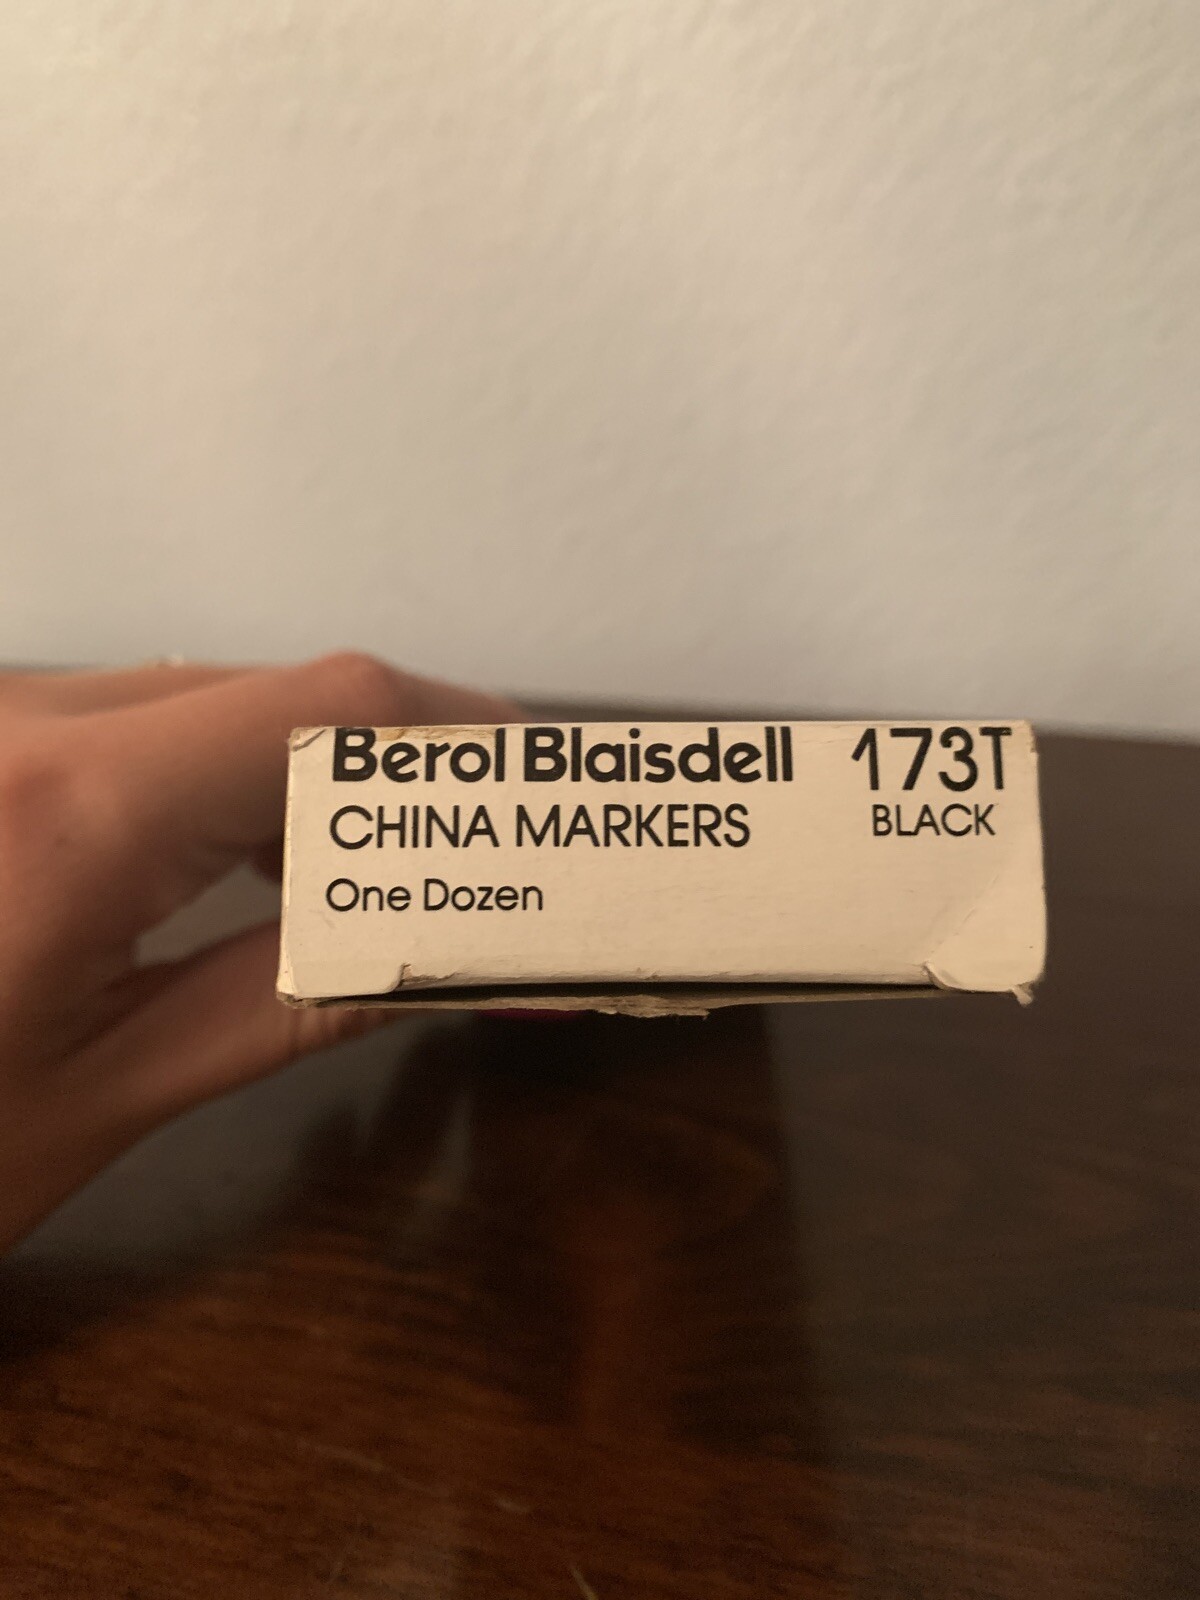 Berol Blaisdell 173T
CHINA MARKERS BLACK
One Dozen